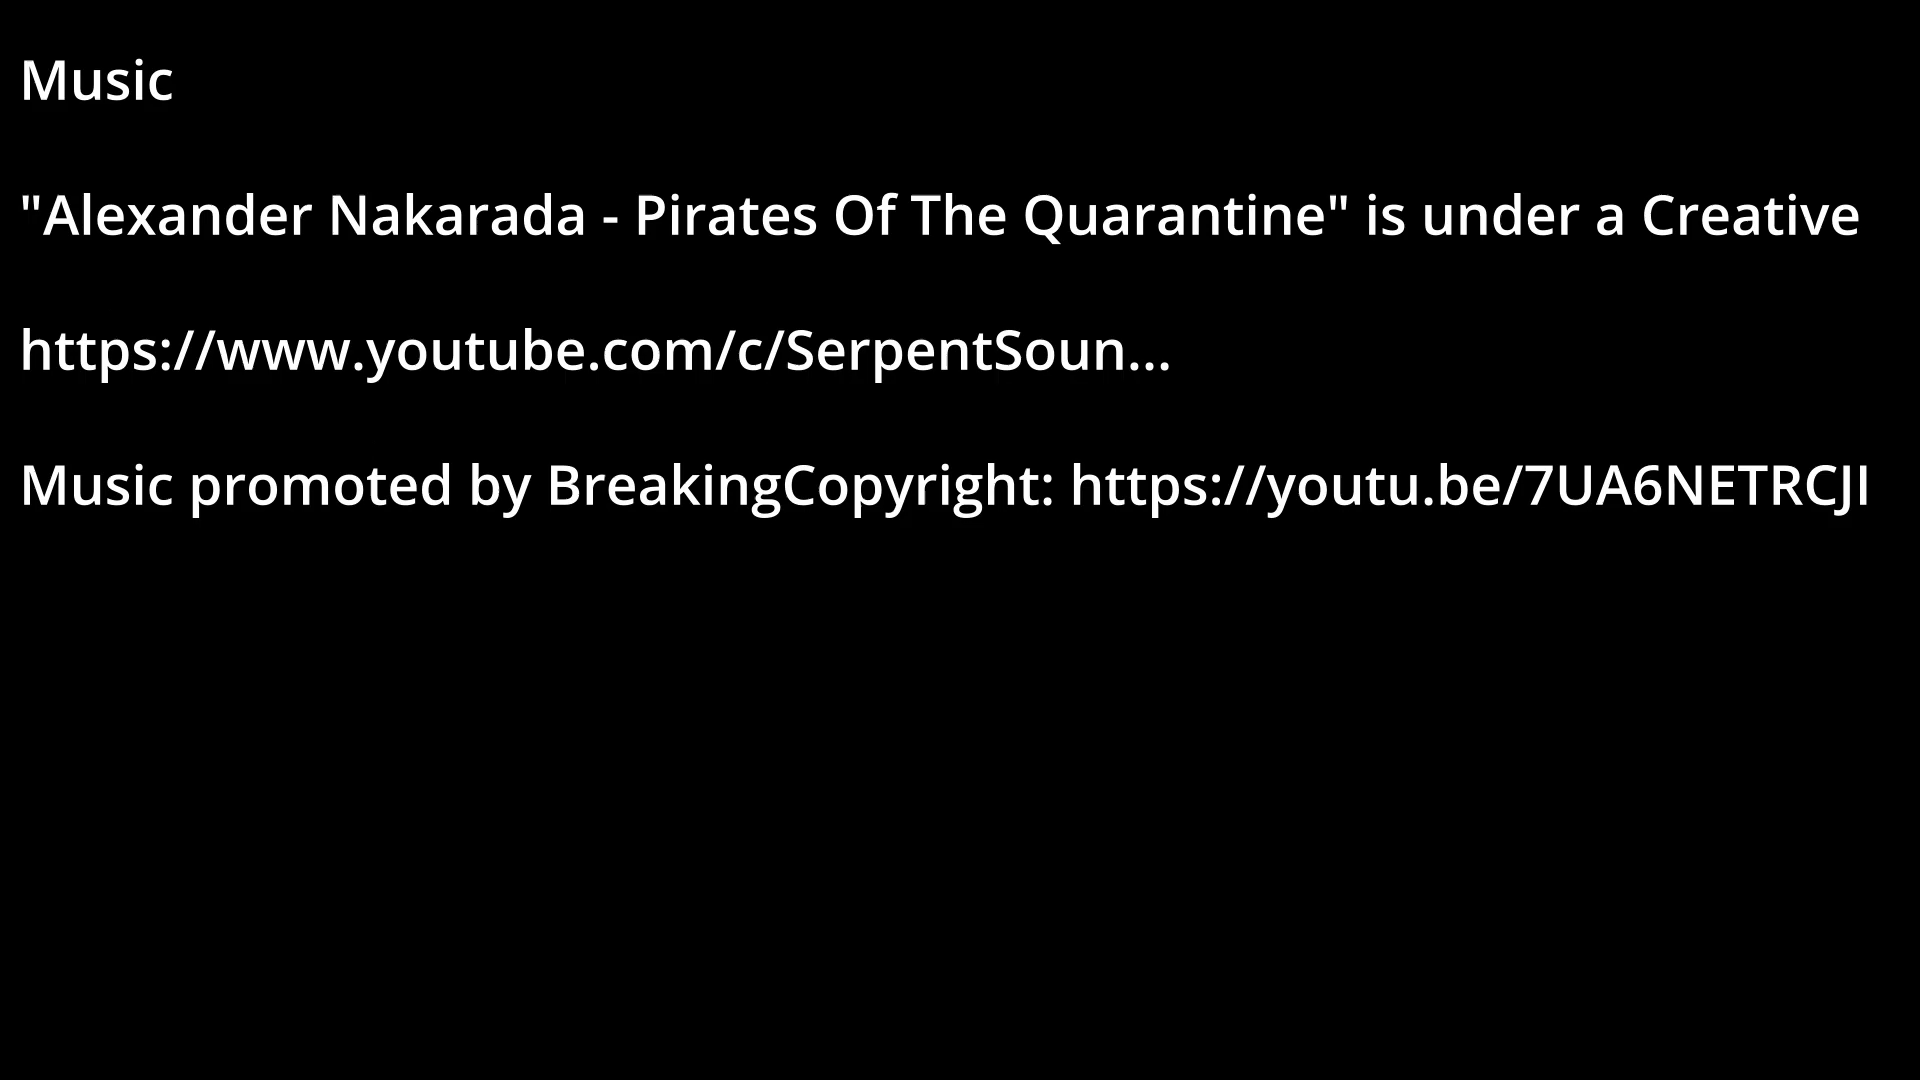 Music
"Alexander Nakarada - Pirates Of The Quarantine" is under a Creative
https://www.youtube.com/c/SerpentSoun...
Music promoted by BreakingCopyright: https://youtu.be/7UA6NETRCJI